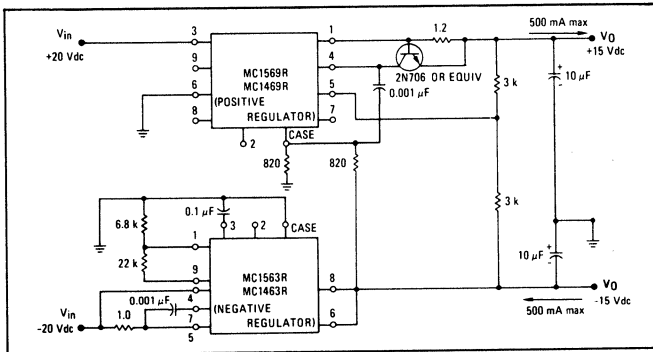 500 mA max
Vin
+20 Vdc
3
1
1.2
VO
+15 Vdc
9
MC1569R
MC1469R
4
2N706 OR EQUIV
0.001 µF
3 k
+
10 µF
-
6
(POSITIVE
REGULATOR)
5
8
7
2
CASE
820
820
3 k
6.8 k
0.1 µF
3
2
CASE
1
22 k
+
10 µF
-
9
MC1563R
MC1463R
8
VO
-15 Vdc
Vin
-20 Vdc
0.001 µF
4
(NEGATIVE
REGULATOR)
500 mA max
1.0
7
6
5